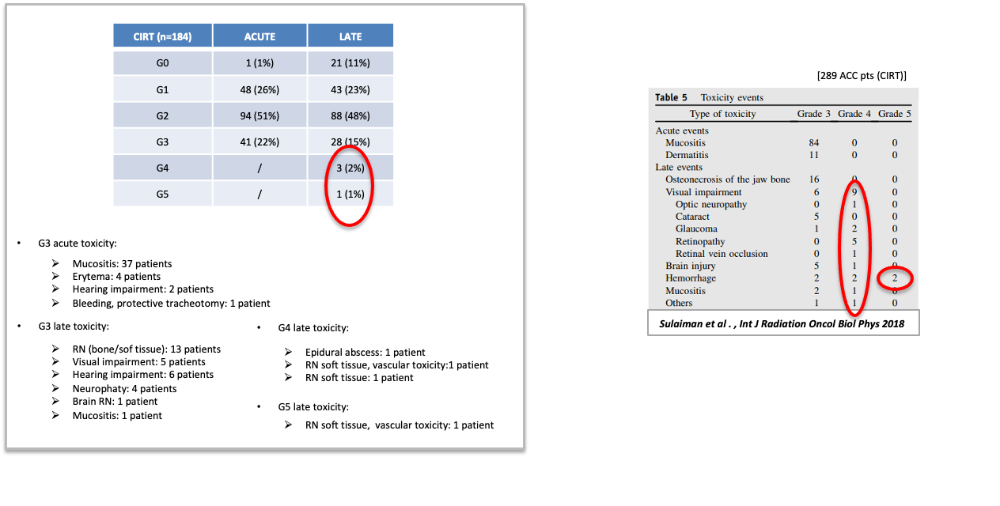 CIRT (n=184) ACUTE LATE
G0 1 (1%) 21 (11%)
G1 48 (26%) 43 (23%)
G2 94 (51%) 88 (48%)
G3 41 (22%) 28 (15%)
G4 / 3 (2%)
G5 / 1 (1%)
• G3 acute toxicity:
➢ Mucositis: 37 patients
➢ Erytema: 4 patients
➢ Hearing impairment: 2 patients
➢ Bleeding, protective tracheotomy: 1 patient
• G3 late toxicity:
➢ RN (bone/sof tissue): 13 patients
➢ Visual impairment: 5 patients
➢ Hearing impairment: 6 patients
➢ Neurophaty: 4 patients
➢ Brain RN: 1 patient
➢ Mucositis: 1 patient
• G4 late toxicity:
➢ Epidural abscess: 1 patient
➢ RN soft tissue, vascular toxicity:1 patient
➢ RN soft tissue: 1 patient
• G5 late toxicity:
➢ RN soft tissue, vascular toxicity: 1 patient
[289 ACC pts (CIRT)]
Table 5 Toxicity events
Type of toxicity Grade 3 Grade 4 Grade 5
Acute events
Mucositis 84 0 0
Dermatitis 11 0 0
Late events
Osteonecrosis of the jaw bone 16 0 0
Visual impairment 6 9 0
Optic neuropathy 0 1 0
Cataract 5 0 0
Glaucoma 1 2 0
Retinopathy 0 5 0
Retinal vein occlusion 0 1 0
Brain injury 5 1 0
Hemorrhage 2 2 2
Mucositis 2 1 0
Others 1 1 0
Sulaiman et al . , Int J Radiation Oncol Biol Phys 2018